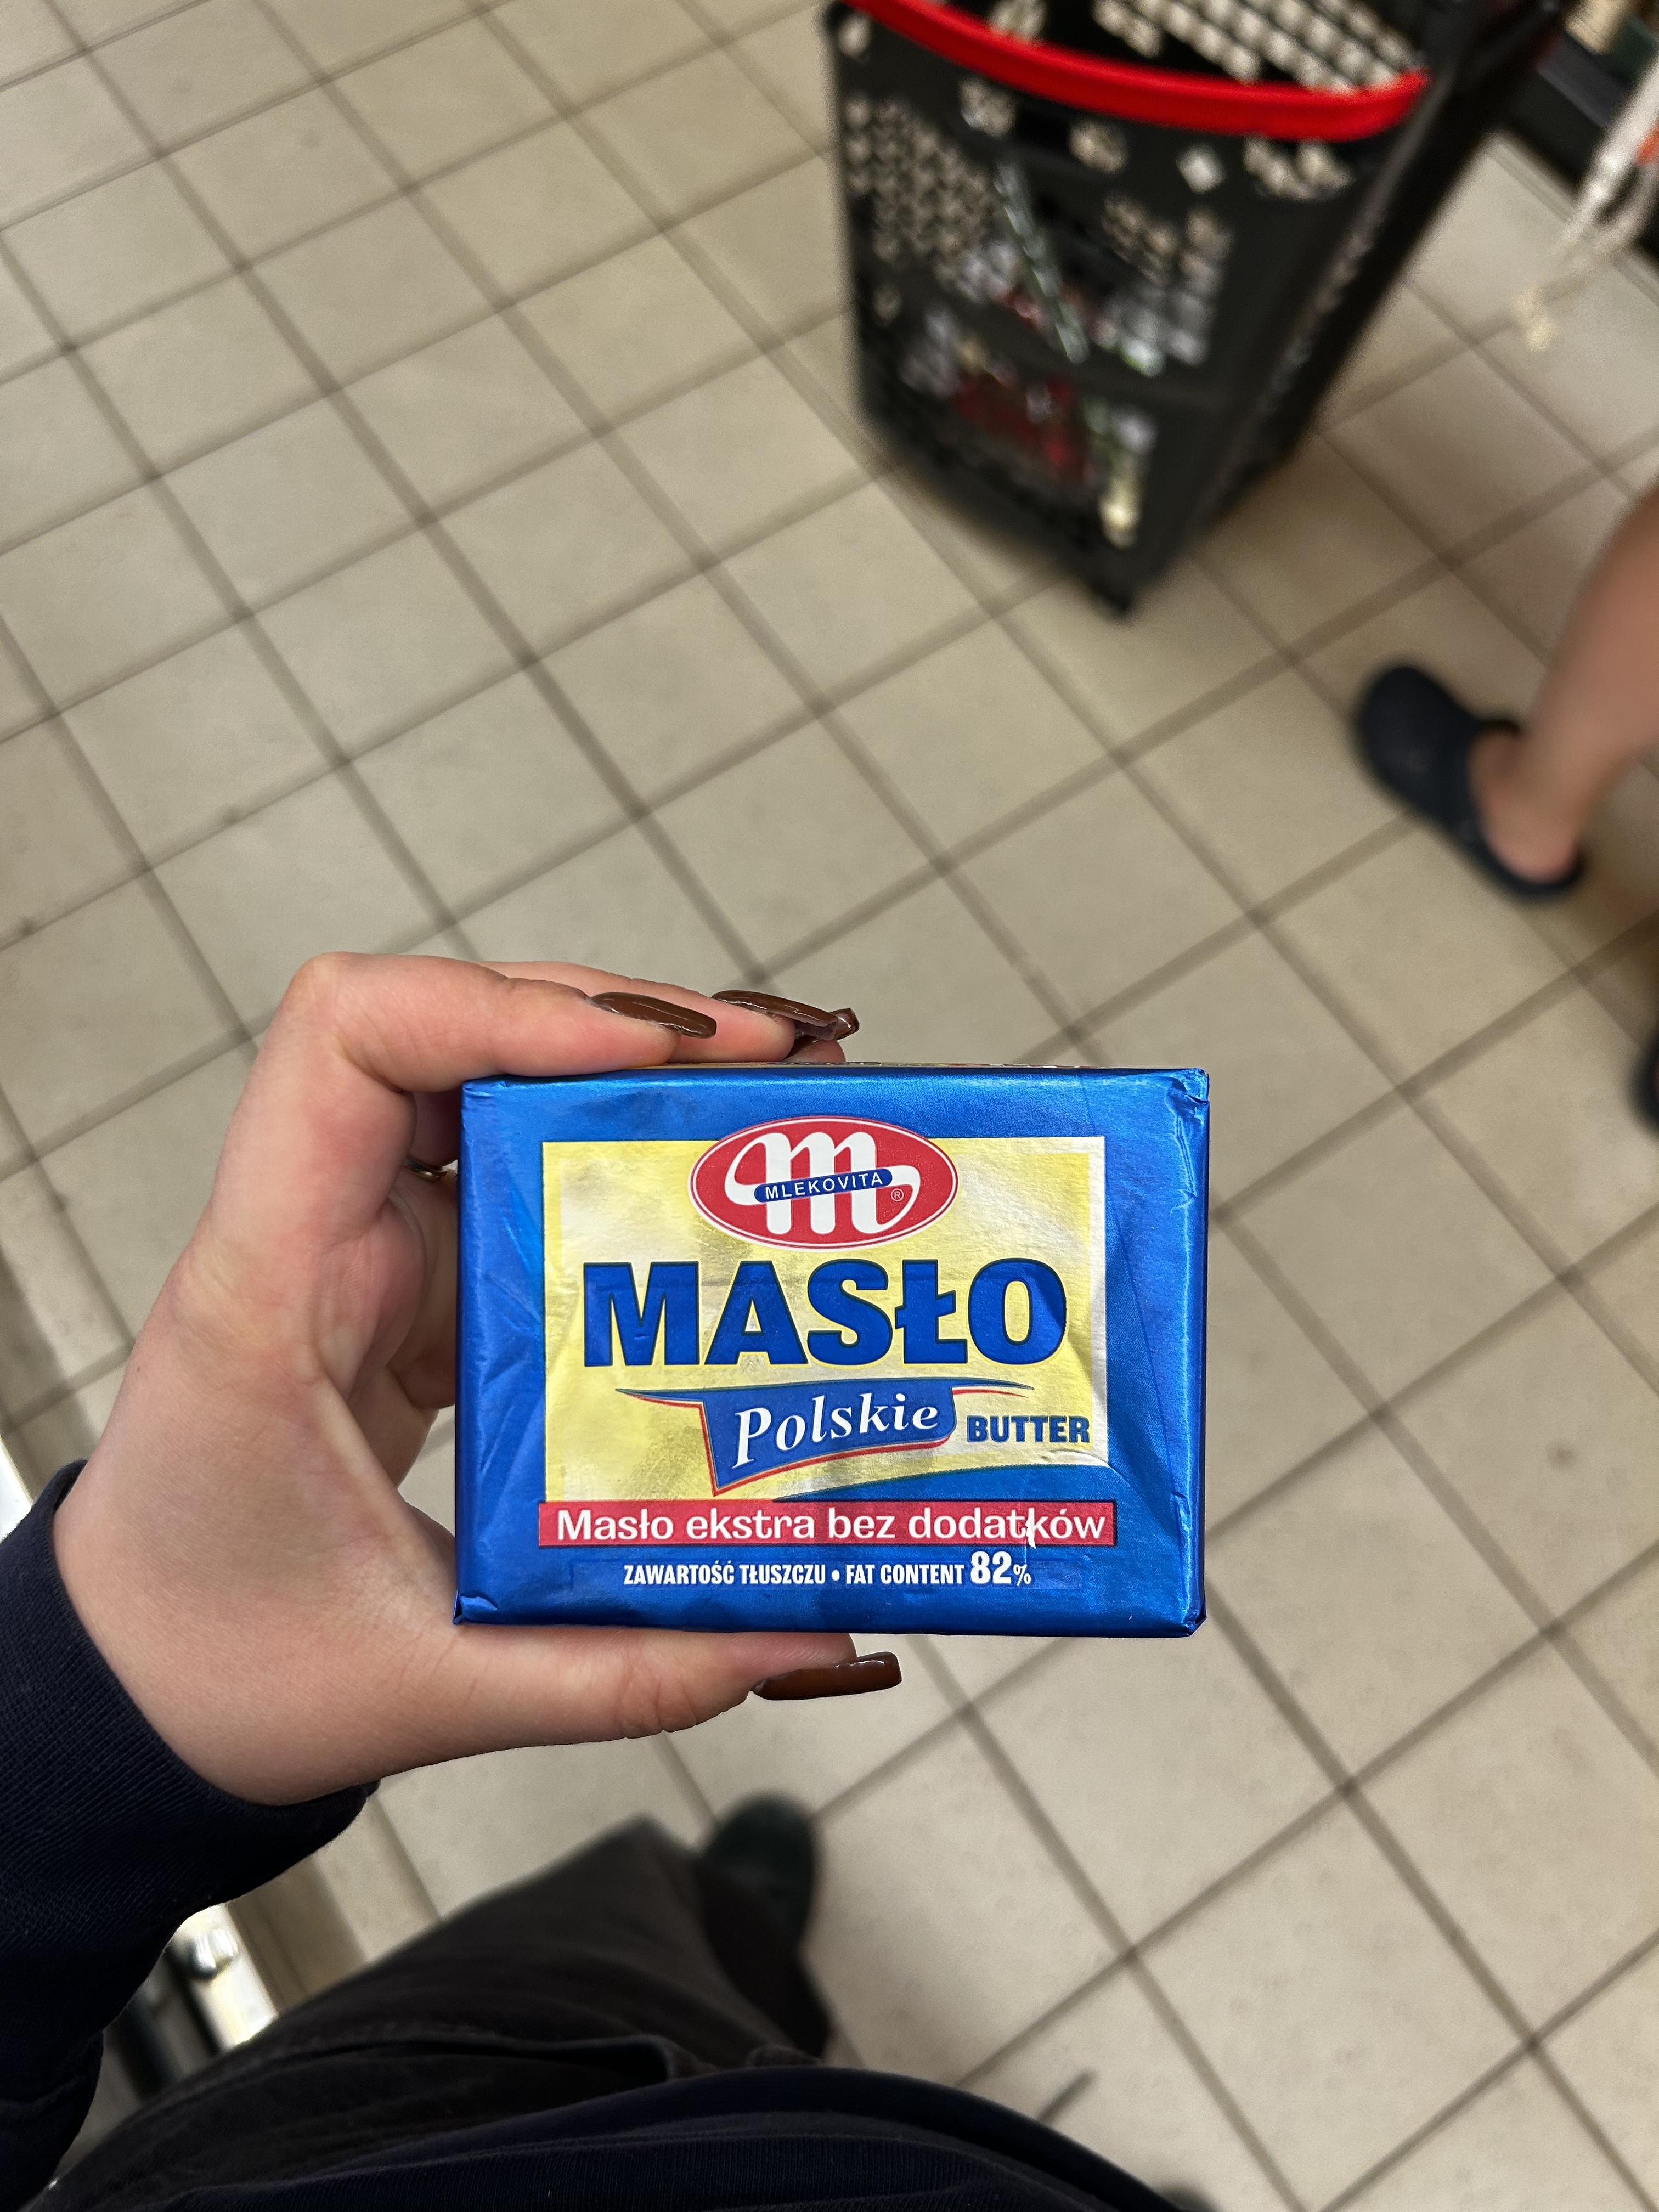 MLEKOVITA ®
MASŁO
Polskie BUTTER
Masło ekstra bez dodatków
ZAWARTOŚĆ TŁUSZCZU • FAT CONTENT 82%